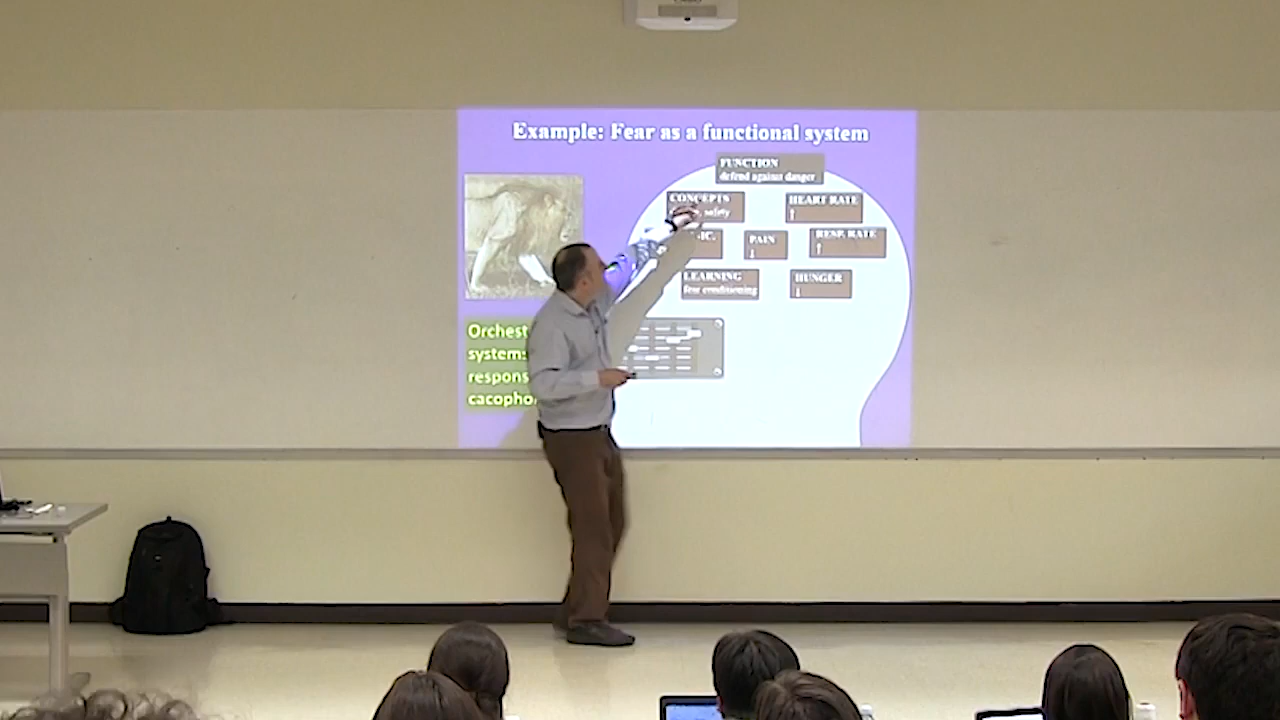 Example: Fear as a functional system
FUNCTION
defend against danger
CONCEPTS
safety
HEART RATE
↑
PAIN
↓
RESP. RATE
↑
LEARNING
fear conditioning
HUNGER
↓
Orchest
system
respons
cacopho